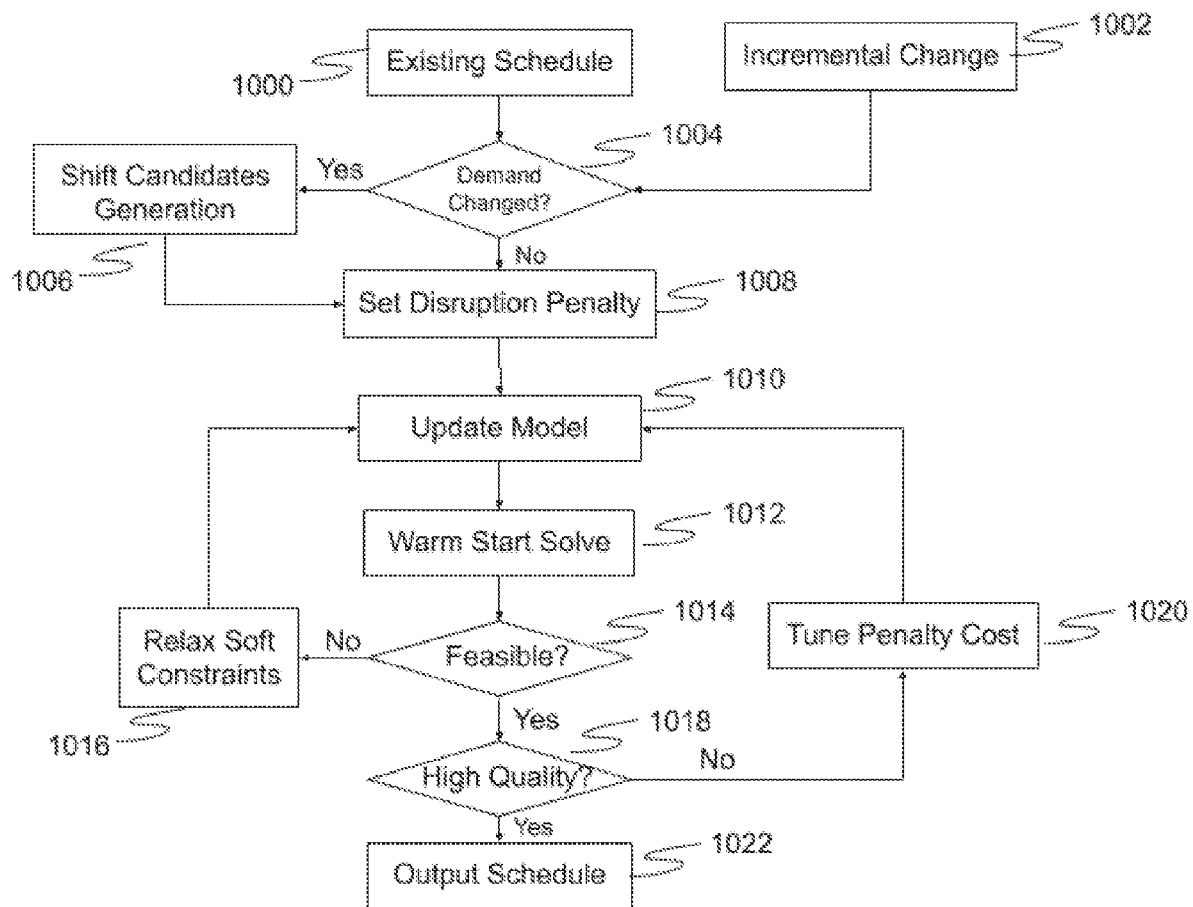 1002
Existing Schedule
Incremental Change
1000
1004
Yes
Shift Candidates
Generation
Demand
Changed?
No
1006
1008
Set Disruption Penalty
1010
Update Model
1012
Warm Start Solve
1014
1020
Relax Soft
Constraints
No
Feasible?
Tune Penalty Cost
Yes
1016
1018
High Quality?
No
Yes
1022
Output Schedule